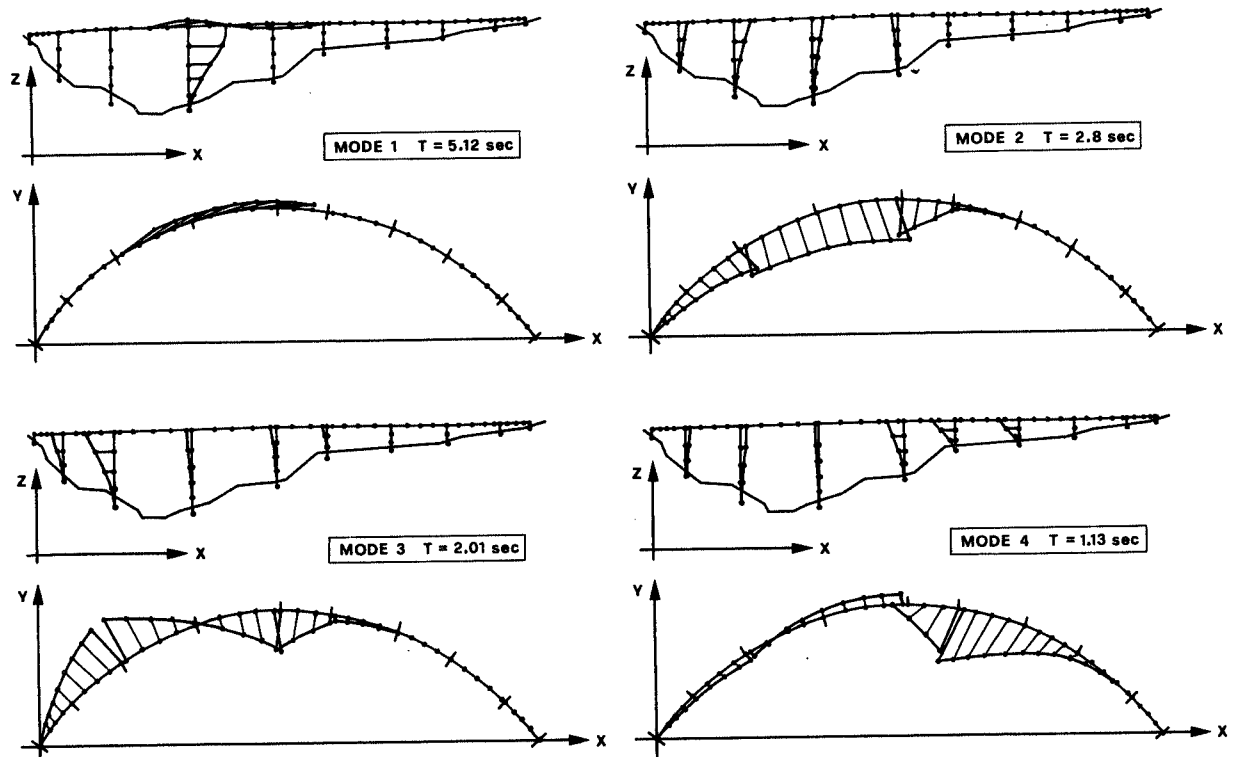 Z
X
MODE 1 T = 5.12 sec
Y
X
Z
X
MODE 2 T = 2.8 sec
Y
X
Z
X
MODE 3 T = 2.01 sec
Y
X
Z
X
MODE 4 T = 1.13 sec
Y
X